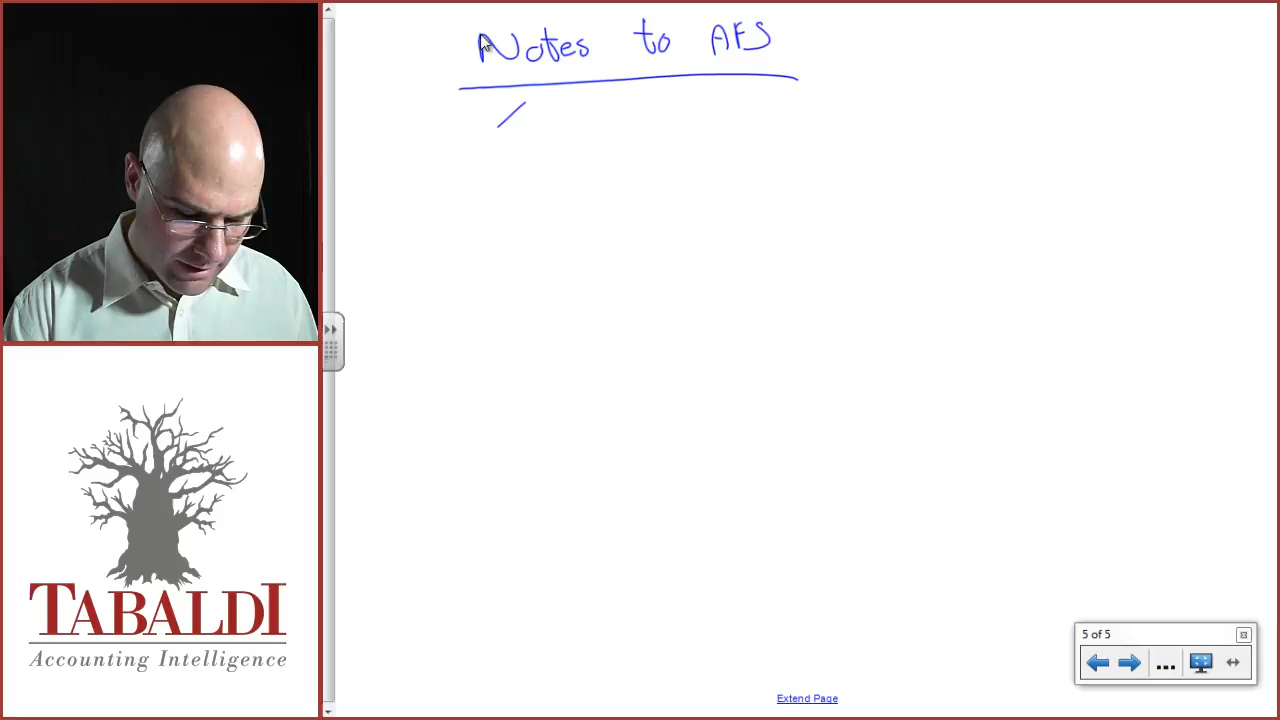 Notes to AFS
TABALDI
Accounting Intelligence
5 of 5
...
Extend Page